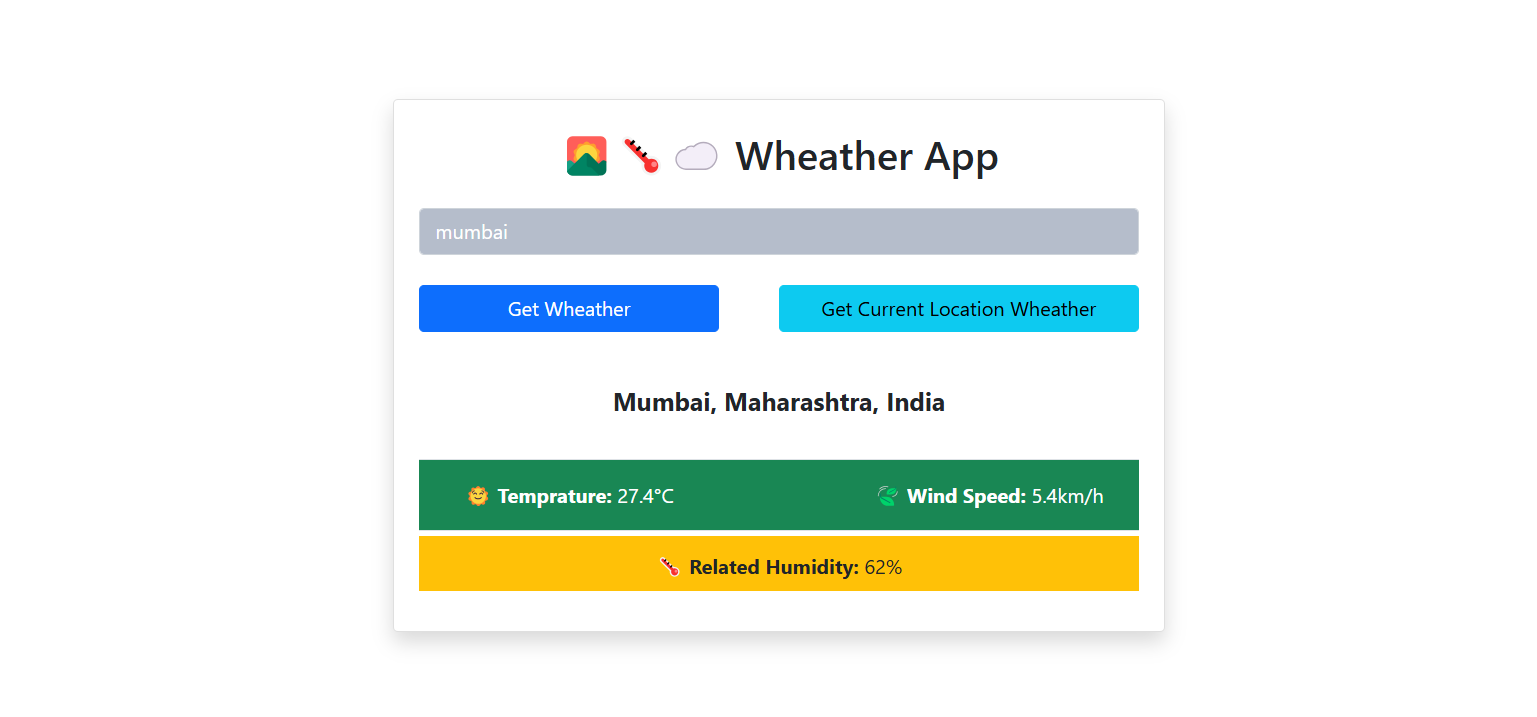 Wheather App
mumbai
Get Wheather
Get Current Location Wheather
Mumbai, Maharashtra, India
Temprature: 27.4°C
Wind Speed: 5.4km/h
Related Humidity: 62%